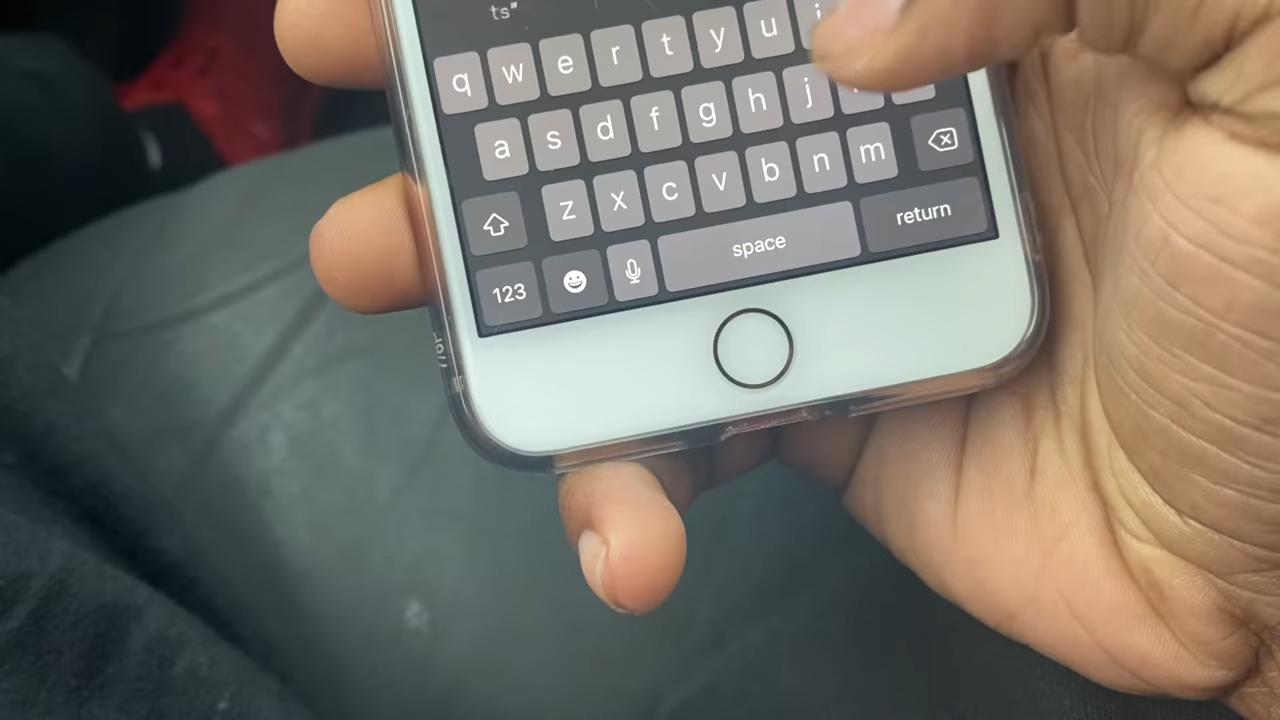 ts"
q w e r t y u i
a s d f g h j
z x c v b n m
123 space return